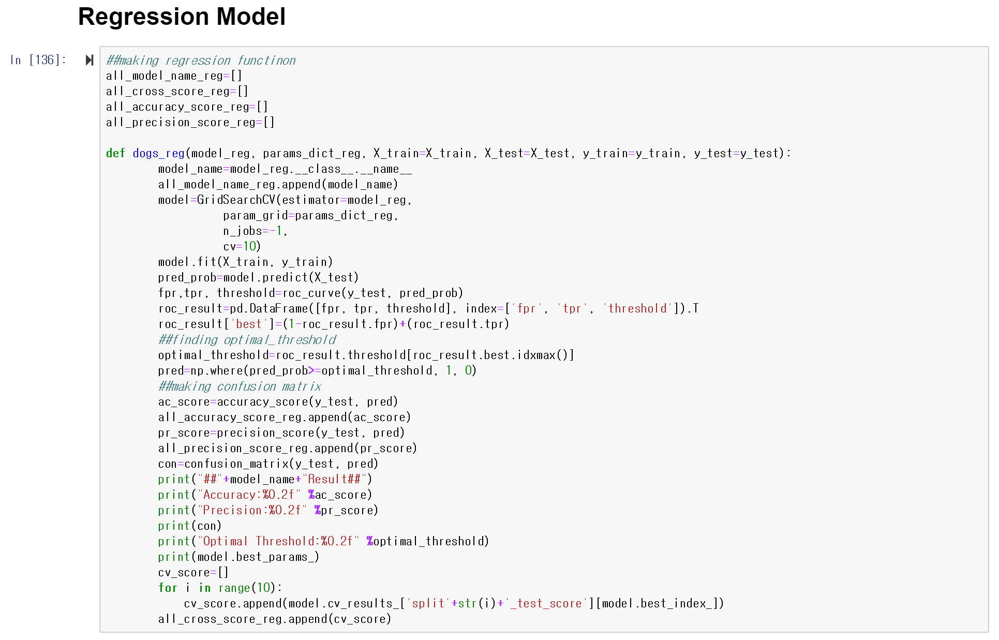 Regression Model
In [136]:
##making regression functinon
all_model_name_reg=[]
all_cross_score_reg=[]
all_accuracy_score_reg=[]
all_precision_score_reg=[]
def dogs_reg(model_reg, params_dict_reg, X_train=X_train, X_test=X_test, y_train=y_train, y_test=y_test):
model_name=model_reg.__class__.__name__
all_model_name_reg.append(model_name)
model=GridSearchCV(estimator=model_reg,
param_grid=params_dict_reg,
n_jobs=-1,
cv=10)
model.fit(X_train, y_train)
pred_prob=model.predict(X_test)
fpr,tpr, threshold=roc_curve(y_test, pred_prob)
roc_result=pd.DataFrame([fpr, tpr, threshold], index=['fpr', 'tpr', 'threshold']).T
roc_result['best']=(1-roc_result.fpr)+(roc_result.tpr)
##finding optimal_threshold
optimal_threshold=roc_result.threshold[roc_result.best.idxmax()]
pred=np.where(pred_prob>=optimal_threshold, 1, 0)
##making confusion matrix
ac_score=accuracy_score(y_test, pred)
all_accuracy_score_reg.append(ac_score)
pr_score=precision_score(y_test, pred)
all_precision_score_reg.append(pr_score)
con=confusion_matrix(y_test, pred)
print("##"+model_name+"Result##")
print("Accuracy:%0.2f" %ac_score)
print("Precision:%0.2f" %pr_score)
print(con)
print("Optimal Threshold:%0.2f" %optimal_threshold)
print(model.best_params_)
cv_score=[]
for i in range(10):
cv_score.append(model.cv_results_['split'+str(i)+'_test_score'][model.best_index_])
all_cross_score_reg.append(cv_score)